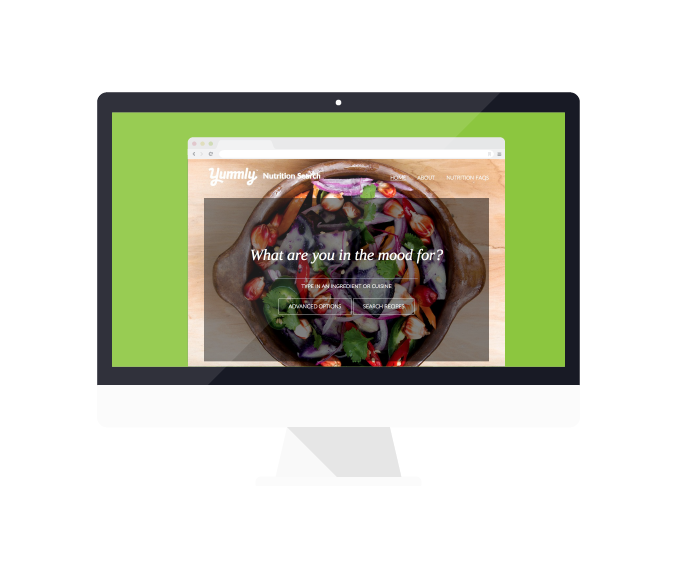 Yummly Nutrition Search
HOME ABOUT NUTRITION FAQS
What are you in the mood for?
TYPE IN AN INGREDIENT OR CUISINE
ADVANCED OPTIONS SEARCH RECIPES